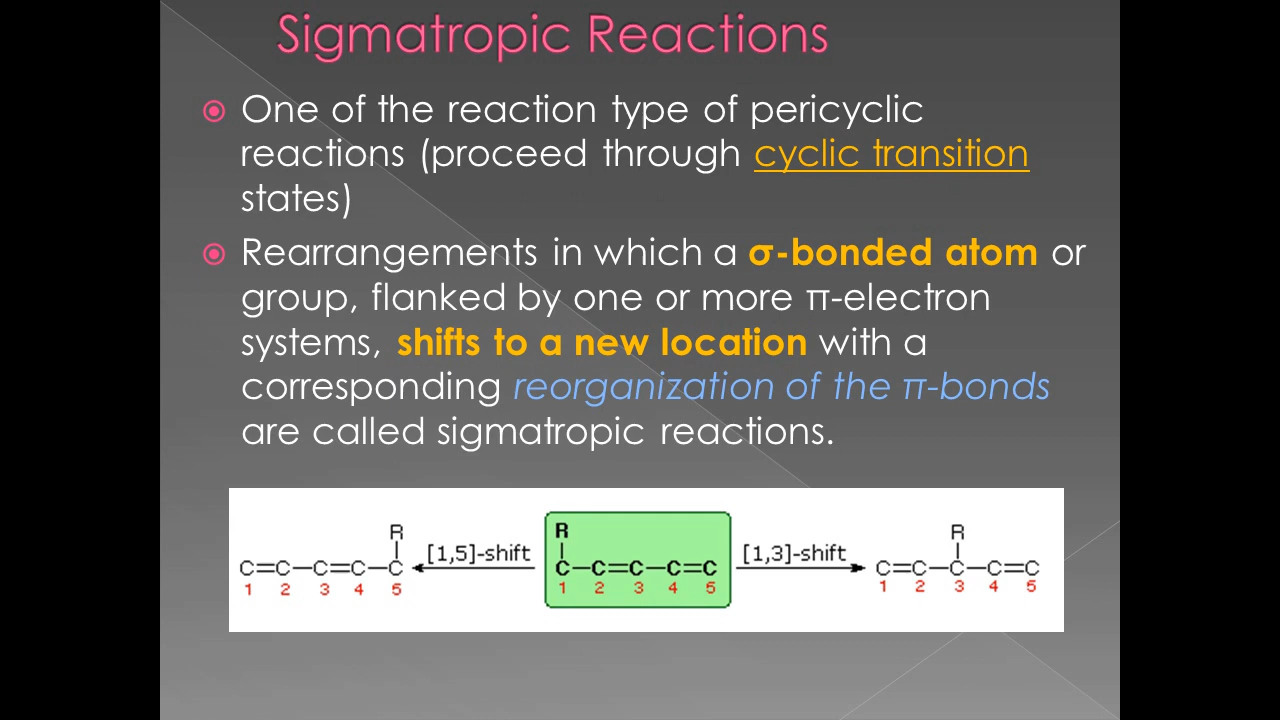 Sigmatropic Reactions
One of the reaction type of pericyclic
reactions (proceed through cyclic transition
states)
Rearrangements in which a σ-bonded atom or
group, flanked by one or more π-electron
systems, shifts to a new location with a
corresponding reorganization of the π-bonds
are called sigmatropic reactions.
R
C=C—C=C—C
1 2 3 4 5
[1,5]-shift
R
C—C=C—C=C
1 2 3 4 5
[1,3]-shift
R
C=C—C—C=C
1 2 3 4 5